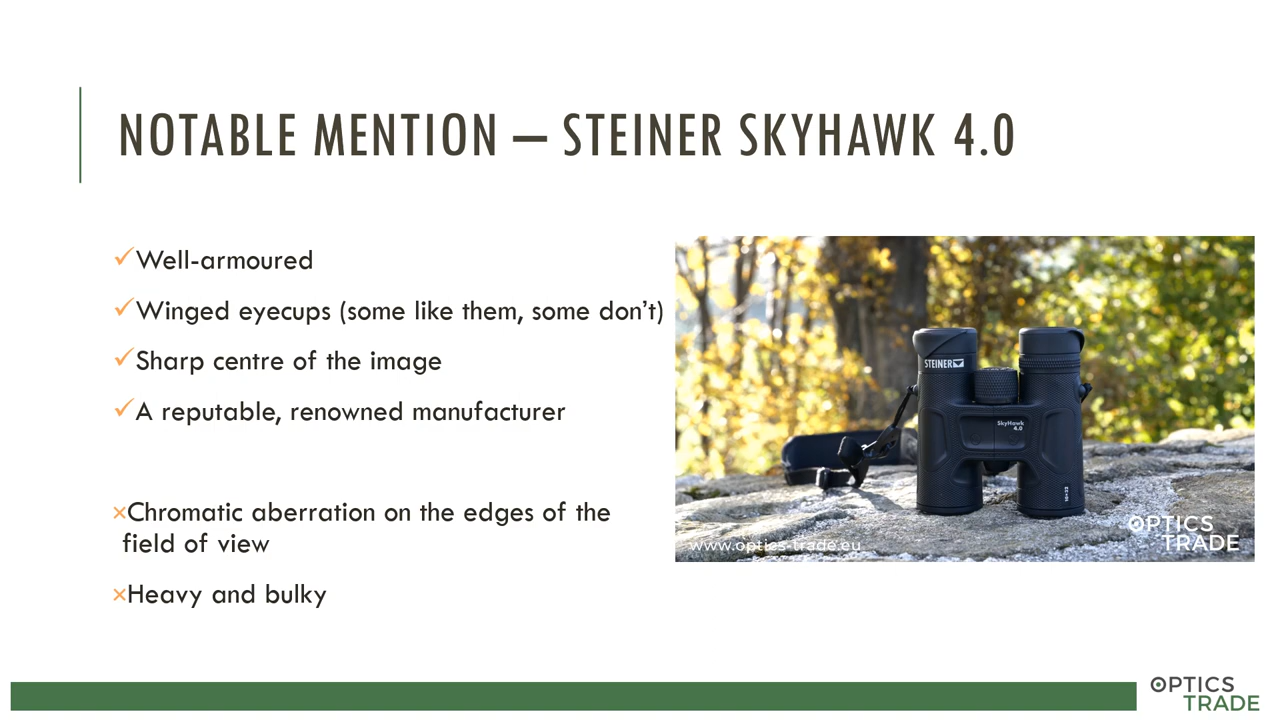 NOTABLE MENTION – STEINER SKYHAWK 4.0
Well-armoured
Winged eyecups (some like them, some don’t)
Sharp centre of the image
A reputable, renowned manufacturer
Chromatic aberration on the edges of the
field of view
Heavy and bulky
STEINER
SkyHawk
4.0
10×32
www.optics-trade.eu
OPTICS
TRADE
OPTICS
TRADE